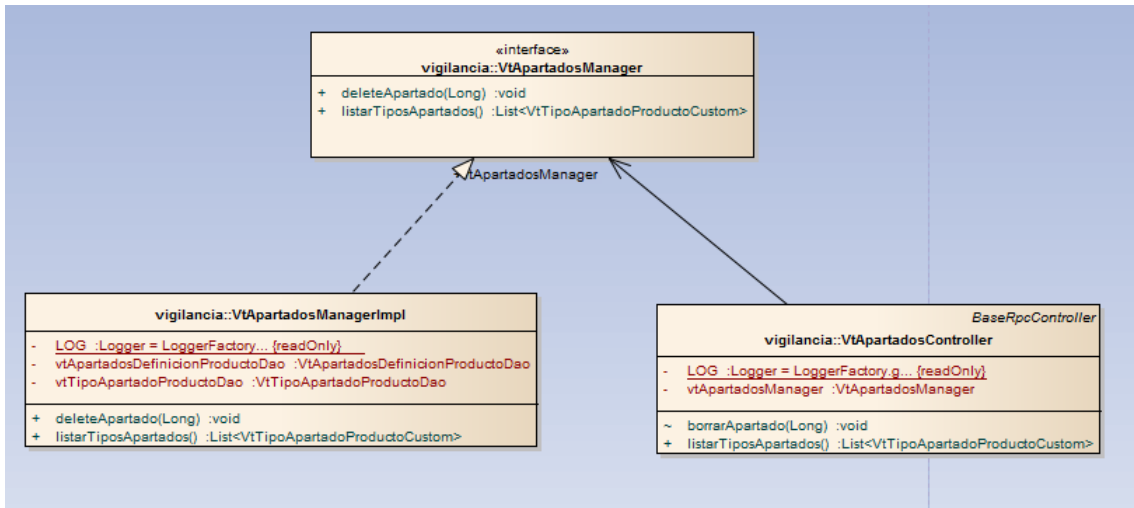 «interface»
vigilancia::VtApartadosManager
+ deleteApartado(Long) :void
+ listarTiposApartados() :List<VtTipoApartadoProductoCustom>
tApartadosManager
vigilancia::VtApartadosManagerImpl
- LOG :Logger = LoggerFactory... {readOnly}
- vtApartadosDefinicionProductoDao :VtApartadosDefinicionProductoDao
- vtTipoApartadoProductoDao :VtTipoApartadoProductoDao
+ deleteApartado(Long) :void
+ listarTiposApartados() :List<VtTipoApartadoProductoCustom>
BaseRpcController
vigilancia::VtApartadosController
- LOG :Logger = LoggerFactory.g... {readOnly}
- vtApartadosManager :VtApartadosManager
~ borrarApartado(Long) :void
+ listarTiposApartados() :List<VtTipoApartadoProductoCustom>